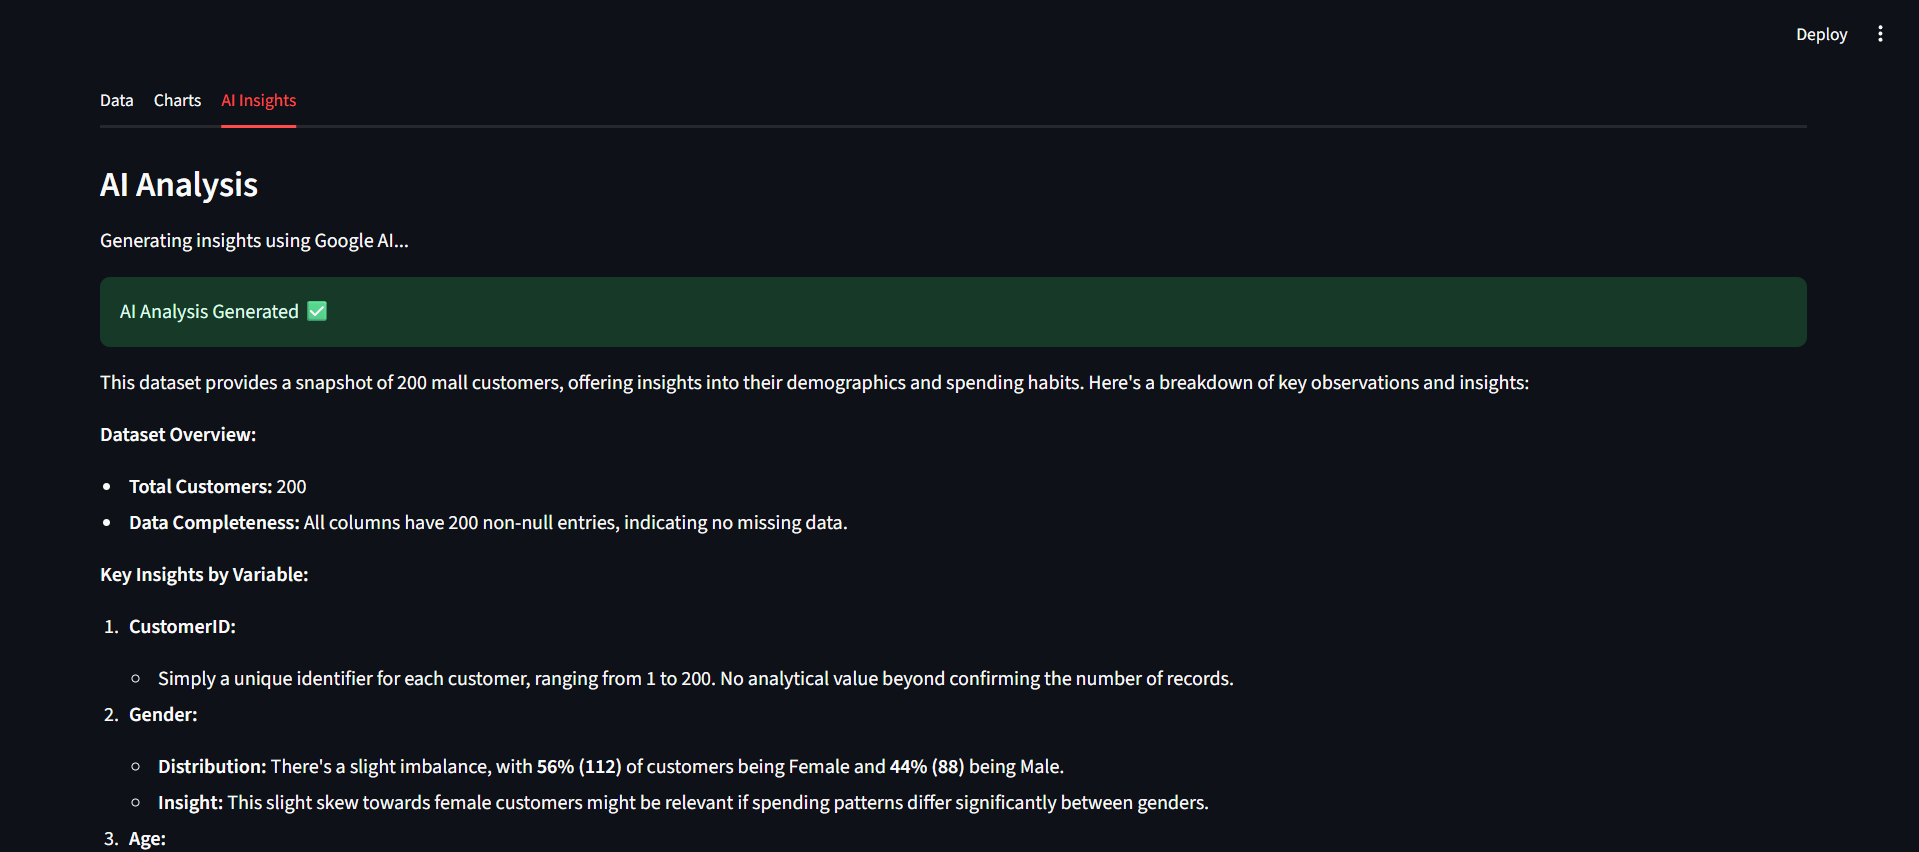 Deploy
Data Charts AI Insights
AI Analysis
Generating insights using Google AI...
AI Analysis Generated ✅
This dataset provides a snapshot of 200 mall customers, offering insights into their demographics and spending habits. Here's a breakdown of key observations and insights:
Dataset Overview:
• Total Customers: 200
• Data Completeness: All columns have 200 non-null entries, indicating no missing data.
Key Insights by Variable:
1. CustomerID:
◦ Simply a unique identifier for each customer, ranging from 1 to 200. No analytical value beyond confirming the number of records.
2. Gender:
◦ Distribution: There's a slight imbalance, with 56% (112) of customers being Female and 44% (88) being Male.
◦ Insight: This slight skew towards female customers might be relevant if spending patterns differ significantly between genders.
3. Age: